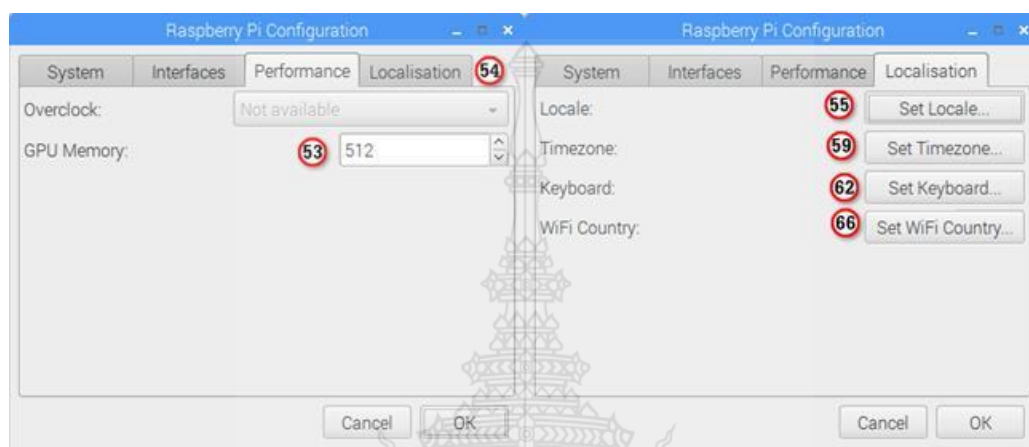 Raspberry Pi Configuration
System Interfaces Performance Localisation 54
Overclock: Not available
GPU Memory: 53 512
Cancel OK
Raspberry Pi Configuration
System Interfaces Performance Localisation
Locale: 55 Set Locale...
Timezone: 59 Set Timezone...
Keyboard: 62 Set Keyboard...
WiFi Country: 66 Set WiFi Country...
Cancel OK